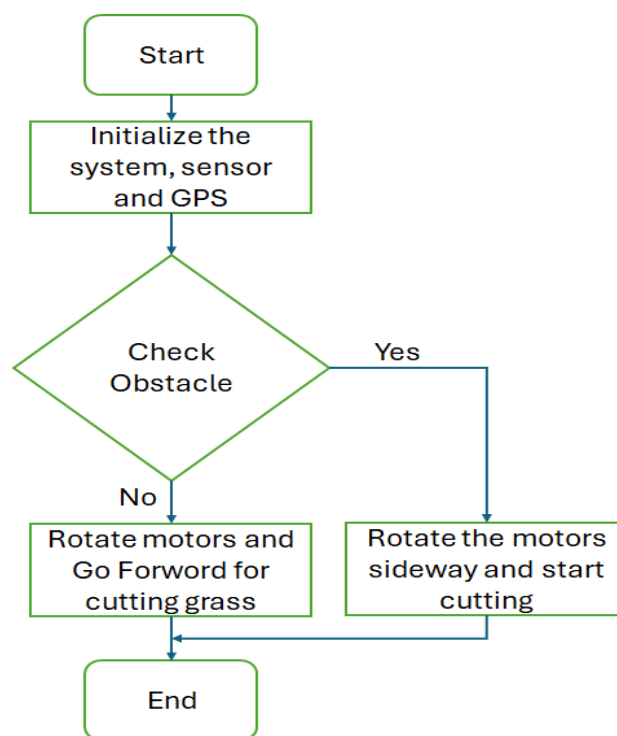 Start
Initialize the
system, sensor
and GPS
Check
Obstacle
Yes
No
Rotate motors and
Go Forward for
cutting grass
Rotate the motors
sideway and start
cutting
End